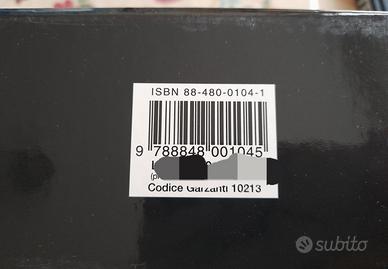 ISBN 88-480-0104-1
9 788848 001045
Codice Garzanti 10213
subito